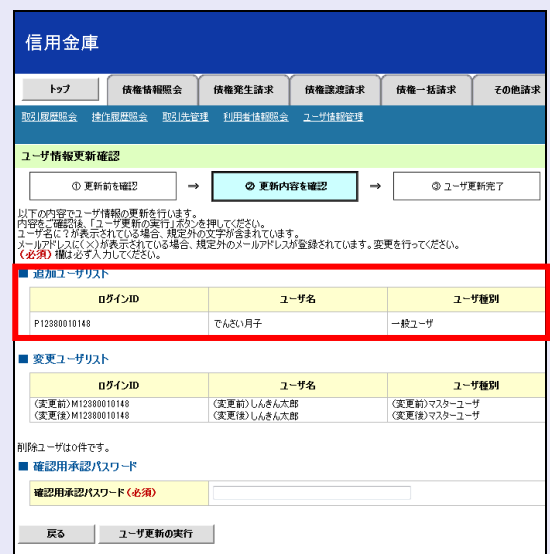 信用金庫
トップ 債権情報照会 債権発生請求 債権譲渡請求 債権一括請求 その他請求
取引履歴照会 操作履歴照会 取引先管理 利用者情報照会 ユーザ情報管理
ユーザ情報更新確認
① 更新前を確認 → ② 更新内容を確認 → ③ ユーザ更新完了
以下の内容でユーザ情報の更新を行います。
内容をご確認後、「ユーザ更新の実行」ボタンを押してください。
ユーザ名に?が表示されている場合、規定外の文字が含まれています。
メールアドレスに(×)が表示されている場合、規定外のメールアドレスが登録されています。変更を行ってください。
(必須)欄は必ず入力してください。
■ 追加ユーザリスト
ログインID ユーザ名 ユーザ種別
P12380010148 でんさい月子 一般ユーザ
■ 変更ユーザリスト
ログインID ユーザ名 ユーザ種別
(変更前)M12380010148 (変更前)しんきん太郎 (変更前)マスターユーザ
(変更後)M12380010148 (変更後)しんきん太郎 (変更後)マスターユーザ
削除ユーザは0件です。
■ 確認用承認パスワード
確認用承認パスワード(必須)
戻る ユーザ更新の実行